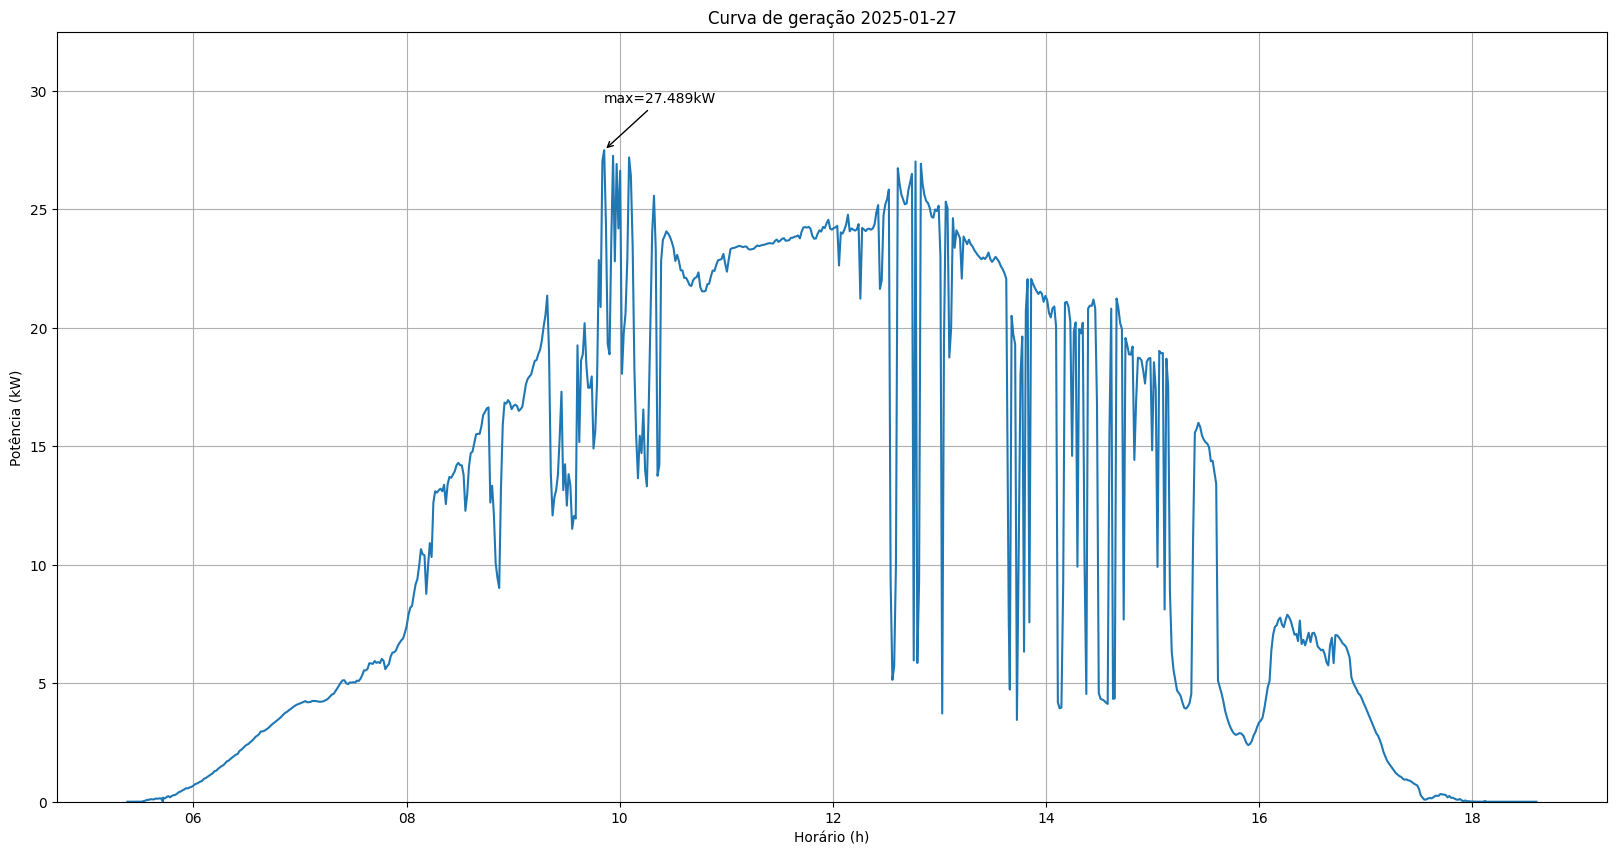 Curva de geração 2025-01-27
max=27.489kW
30
25
20
15
10
5
0
Potência (kW)
06 08 10 12 14 16 18
Horário (h)